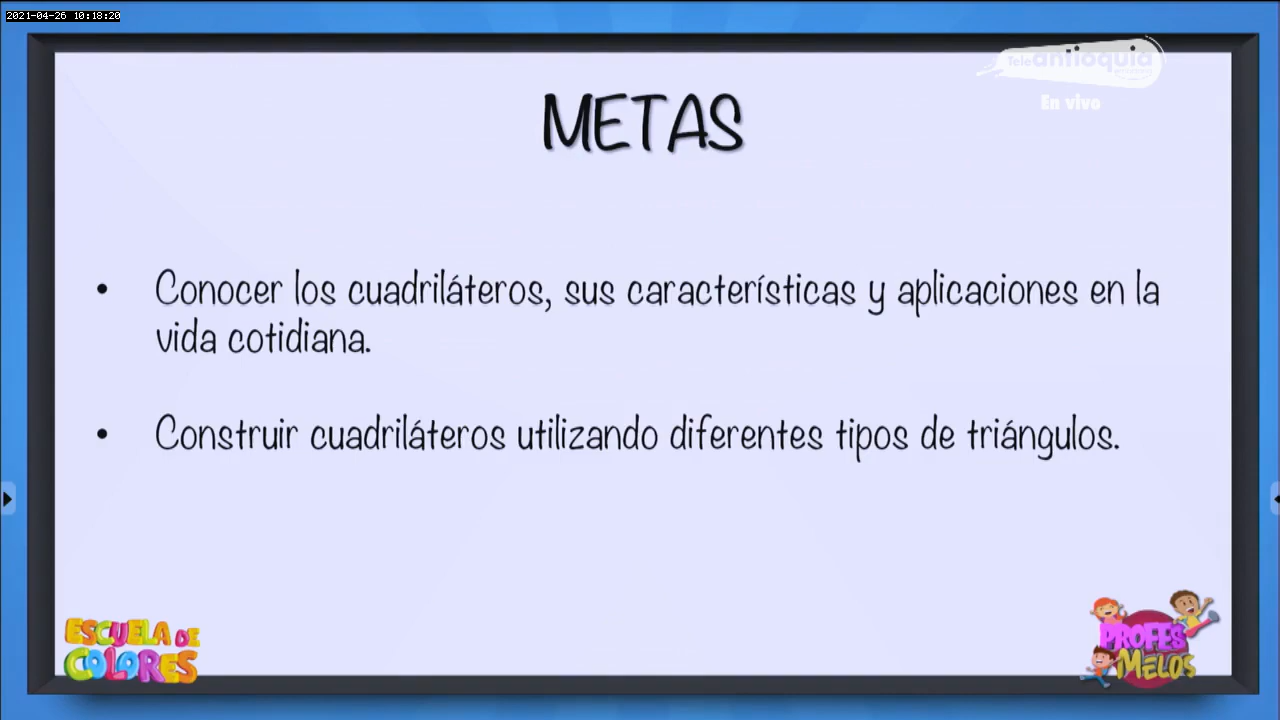 2021-04-26 10:18:20
Teleantioquia
En vivo
METAS
• Conocer los cuadriláteros, sus características y aplicaciones en la
vida cotidiana.
• Construir cuadriláteros utilizando diferentes tipos de triángulos.
ESCUELA DE
COLORES
PROFES
MELOS